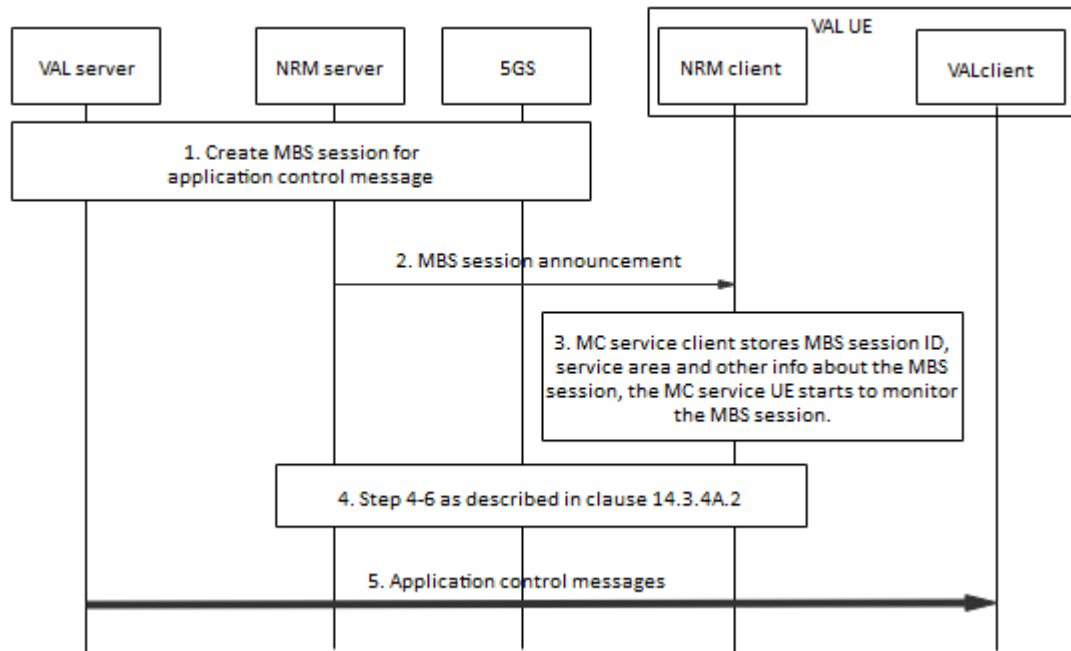 VAL UE
VAL server
NRM server
5GS
NRM client
VALclient
1. Create MBS session for
application control message
2. MBS session announcement
3. MC service client stores MBS session ID,
service area and other info about the MBS
session, the MC service UE starts to monitor
the MBS session.
4. Step 4-6 as described in clause 14.3.4A.2
5. Application control messages